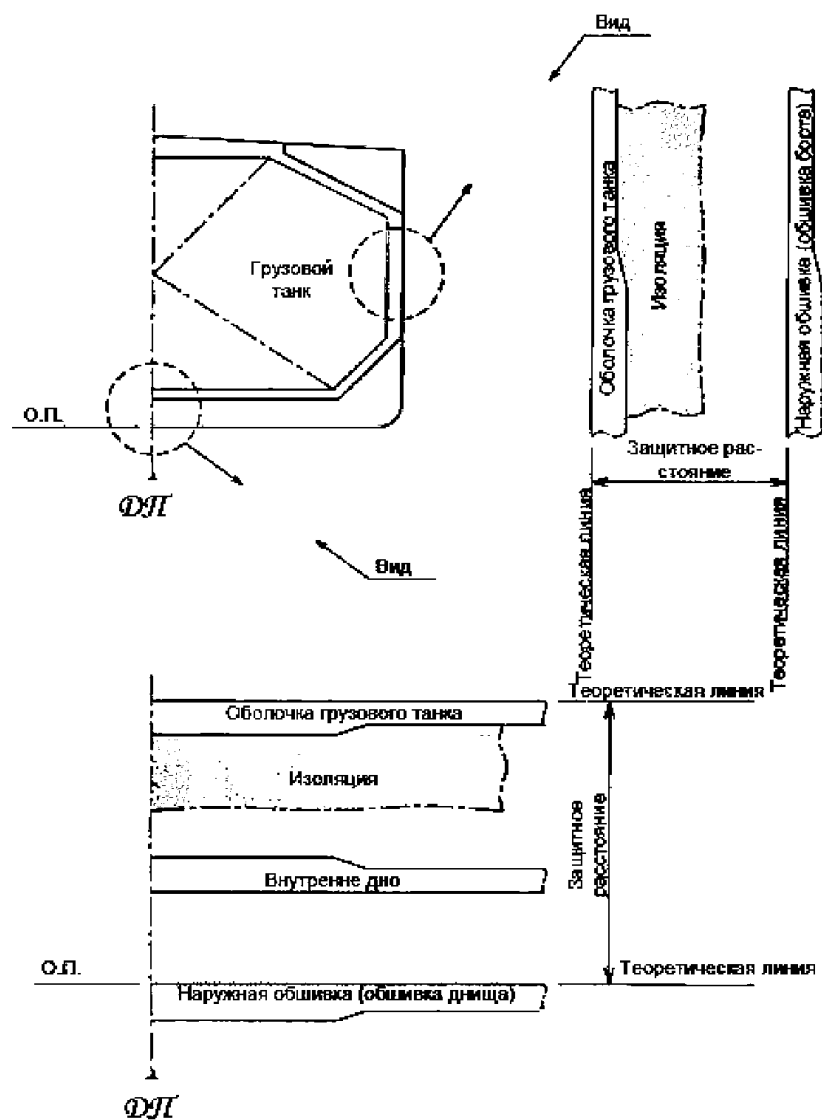 Вид
Грузовой
танк
О.П.
ДП
Оболочка грузового танка
Изоляция
Наружная обшивка (обшивка борта)
Защитное рас-
стояние
Теоретическая линия
Теоретическая линия
Вид
Теоретическая линия
Оболочка грузового танка
Изоляция
Защитное
расстояние
Внутренне дно
О.П.
Теоретическая линия
Наружная обшивка (обшивка днища)
ДП